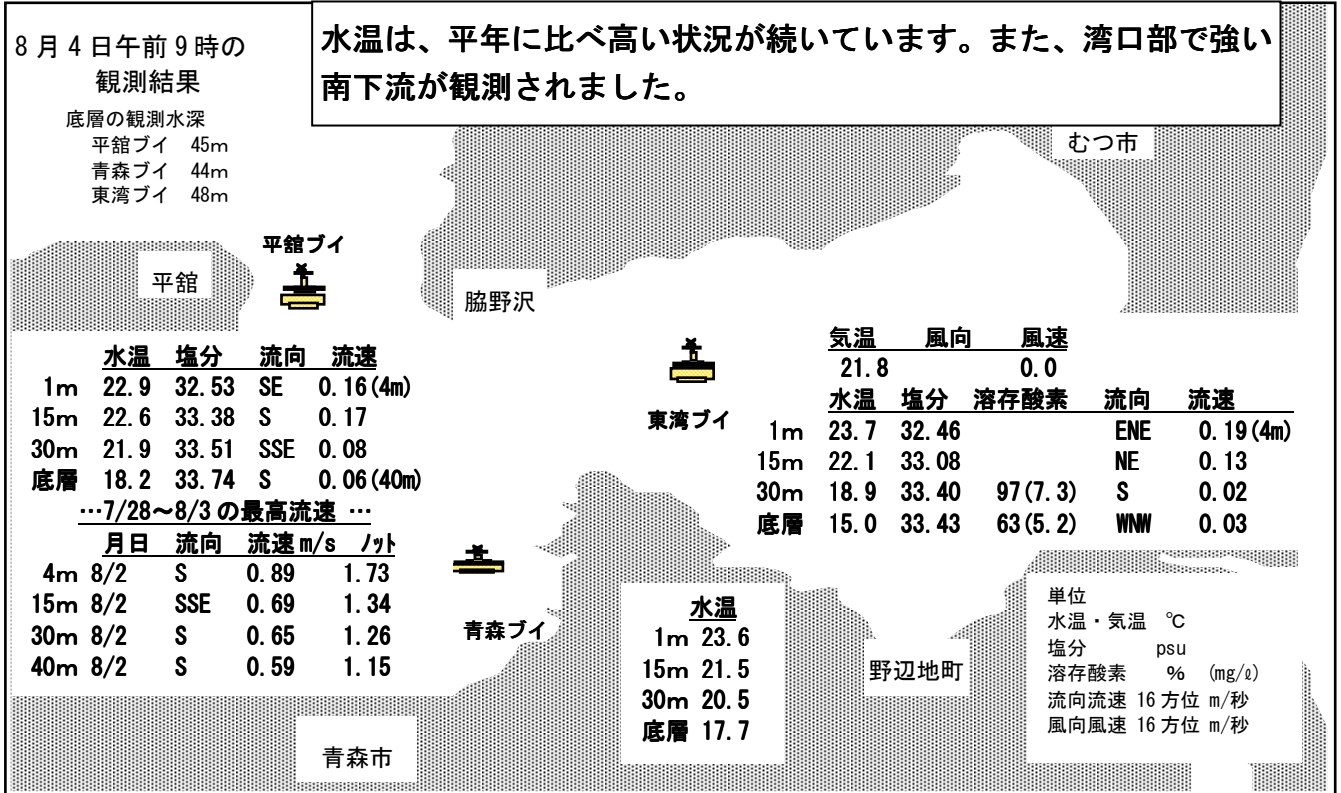 8月4日午前9時の
観測結果
水温は、平年に比べ高い状況が続いています。また、湾口部で強い
南下流が観測されました。
底層の観測水深
平舘ブイ 45m
青森ブイ 44m
東湾ブイ 48m
むつ市
平舘ブイ
平舘
脇野沢
水温 塩分 流向 流速
1m 22.9 32.53 SE 0.16(4m)
15m 22.6 33.38 S 0.17
30m 21.9 33.51 SSE 0.08
底層 18.2 33.74 S 0.06(40m)
…7/28～8/3の最高流速 …
月日 流向 流速m/s ノット
4m 8/2 S 0.89 1.73
15m 8/2 SSE 0.69 1.34
30m 8/2 S 0.65 1.26
40m 8/2 S 0.59 1.15
東湾ブイ
気温 風向 風速
21.8 0.0
水温 塩分 溶存酸素 流向 流速
1m 23.7 32.46 ENE 0.19(4m)
15m 22.1 33.08 NE 0.13
30m 18.9 33.40 97(7.3) S 0.02
底層 15.0 33.43 63(5.2) WNW 0.03
青森ブイ
水温
1m 23.6
15m 21.5
30m 20.5
底層 17.7
野辺地町
青森市
単位
水温・気温 ℃
塩分 psu
溶存酸素 % (mg/ℓ)
流向流速 16方位 m/秒
風向風速 16方位 m/秒